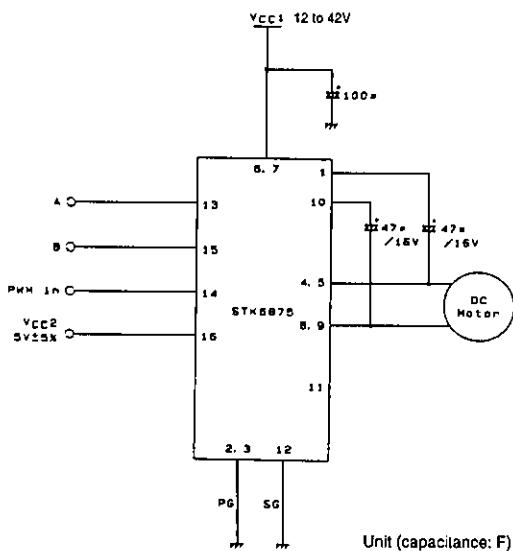 VCC1 12 to 42V
100μ
6, 7
1
A
13
10
47μ /16V
47μ /16V
B
15
PWM in
14
4, 5
STK6875
DC Motor
VCC2 5V±5%
16
8, 9
11
2, 3
12
PG
SG
Unit (capacitance: F)